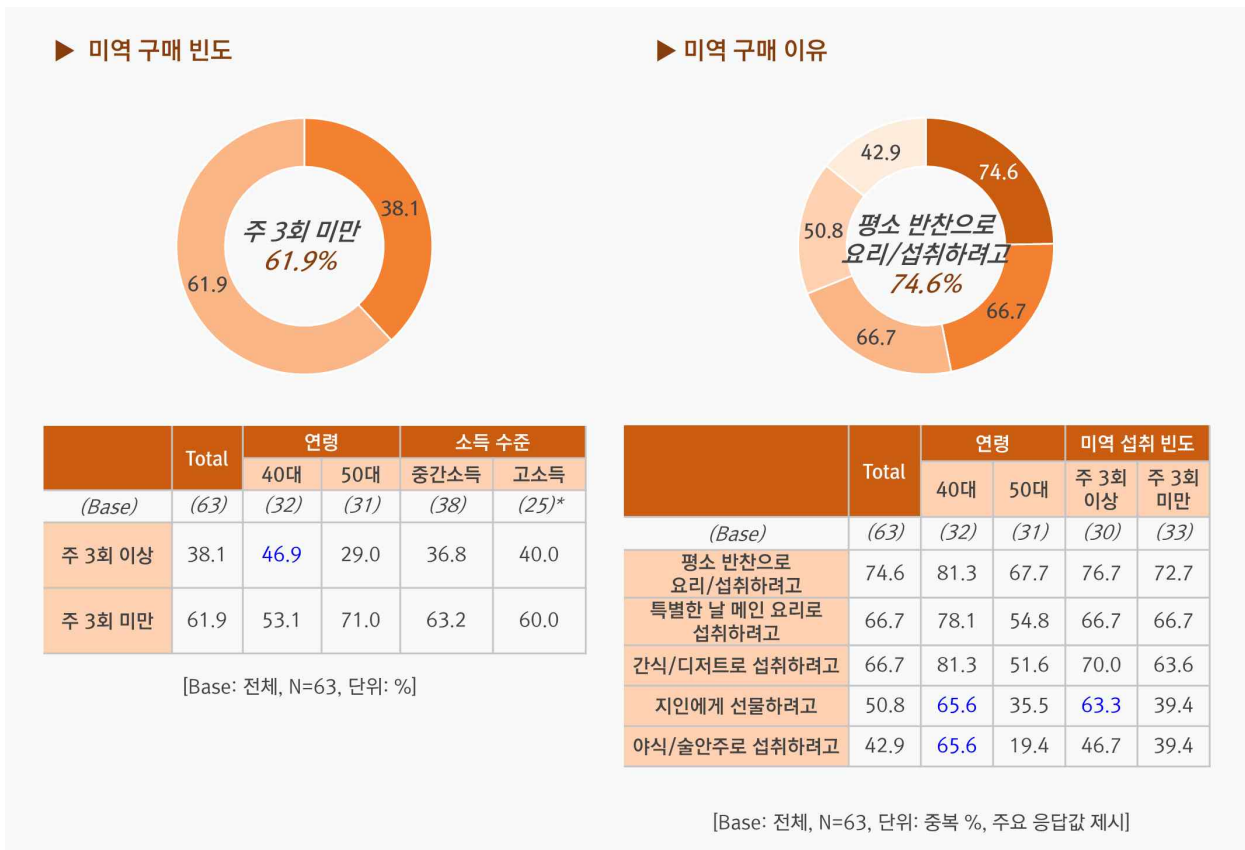 ▶ 미역 구매 빈도
38.1
61.9
주 3회 미만
61.9%
Total
연령
소득 수준
40대
50대
중간소득
고소득
(Base)
(63)
(32)
(31)
(38)
(25)*
주 3회 이상
38.1
46.9
29.0
36.8
40.0
주 3회 미만
61.9
53.1
71.0
63.2
60.0
[Base: 전체, N=63, 단위: %]
▶ 미역 구매 이유
74.6
66.7
66.7
50.8
42.9
평소 반찬으로
요리/섭취하려고
74.6%
Total
연령
미역 섭취 빈도
40대
50대
주 3회
이상
주 3회
미만
(Base)
(63)
(32)
(31)
(30)
(33)
평소 반찬으로
요리/섭취하려고
74.6
81.3
67.7
76.7
72.7
특별한 날 메인 요리로
섭취하려고
66.7
78.1
54.8
66.7
66.7
간식/디저트로 섭취하려고
66.7
81.3
51.6
70.0
63.6
지인에게 선물하려고
50.8
65.6
35.5
63.3
39.4
야식/술안주로 섭취하려고
42.9
65.6
19.4
46.7
39.4
[Base: 전체, N=63, 단위: 중복 %, 주요 응답값 제시]